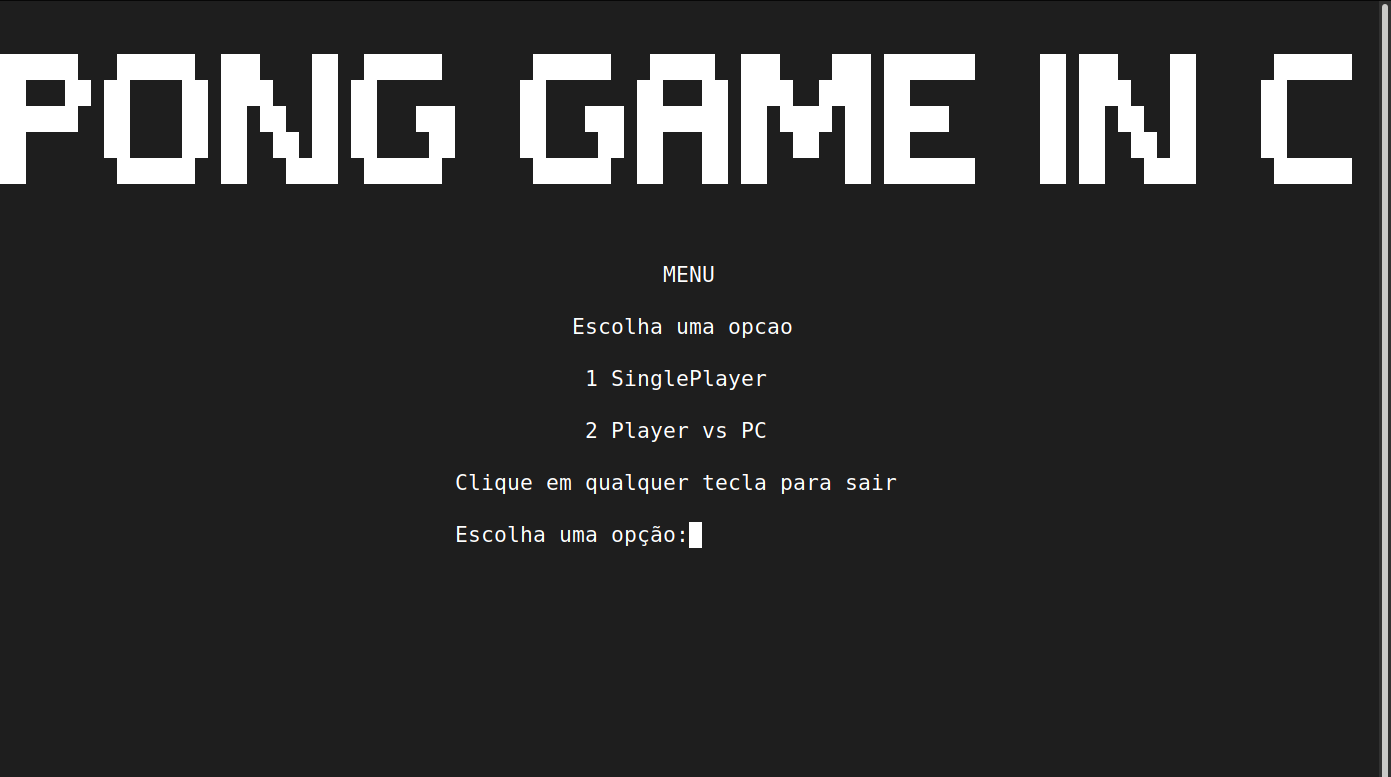 PONG GAME IN C
MENU
Escolha uma opcao
1 SinglePlayer
2 Player vs PC
Clique em qualquer tecla para sair
Escolha uma opção: